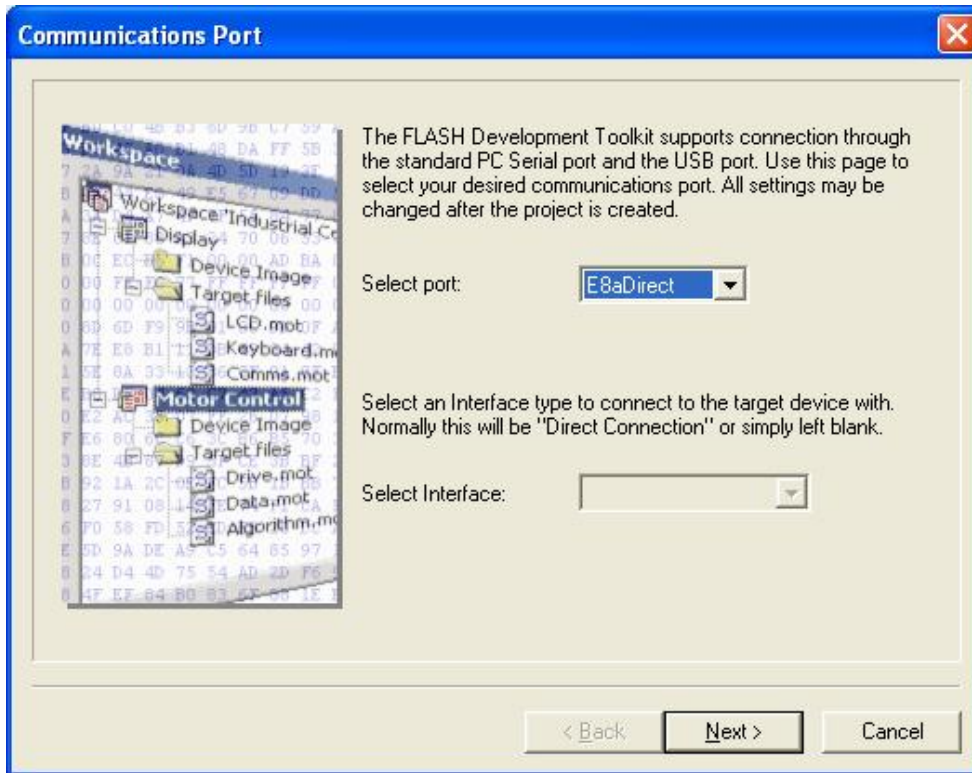 Communications Port
Workspace
Workspace "Industrial Ce
Display
Device Image
Target files
LCD.mot
Keyboard.m
Comms.mot
Motor Control
Device Image
Target files
Drive.mot
Data.mot
Algorithm.mo
The FLASH Development Toolkit supports connection through
the standard PC Serial port and the USB port. Use this page to
select your desired communications port. All settings may be
changed after the project is created.
Select port:
E8aDirect
Select an Interface type to connect to the target device with.
Normally this will be "Direct Connection" or simply left blank.
Select Interface:
< Back
Next >
Cancel